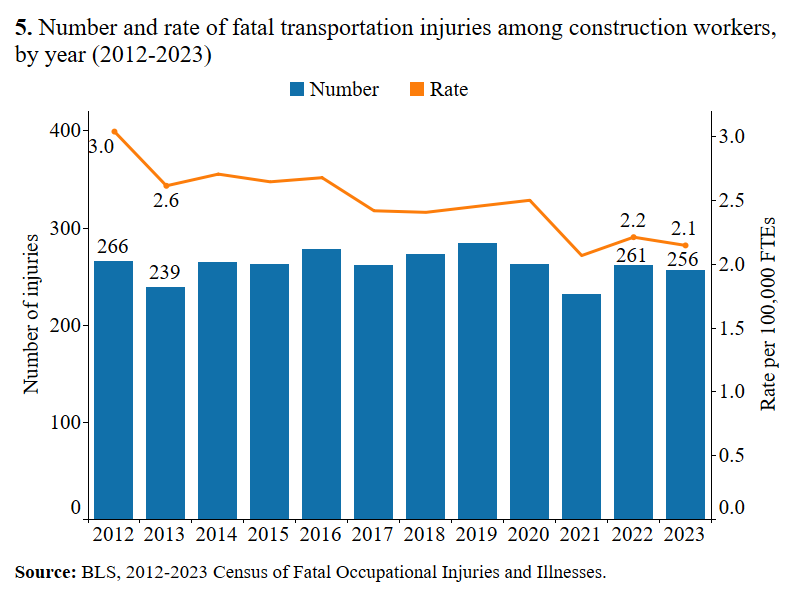 5. Number and rate of fatal transportation injuries among construction workers,
by year (2012-2023)
Number Rate
400
300
200
100
0
Number of injuries
3.0
2.6
2.2
2.1
266
239
261
256
3.0
2.5
2.0
1.5
1.0
0.5
0.0
Rate per 100,000 FTEs
2012 2013 2014 2015 2016 2017 2018 2019 2020 2021 2022 2023
Source: BLS, 2012-2023 Census of Fatal Occupational Injuries and Illnesses.